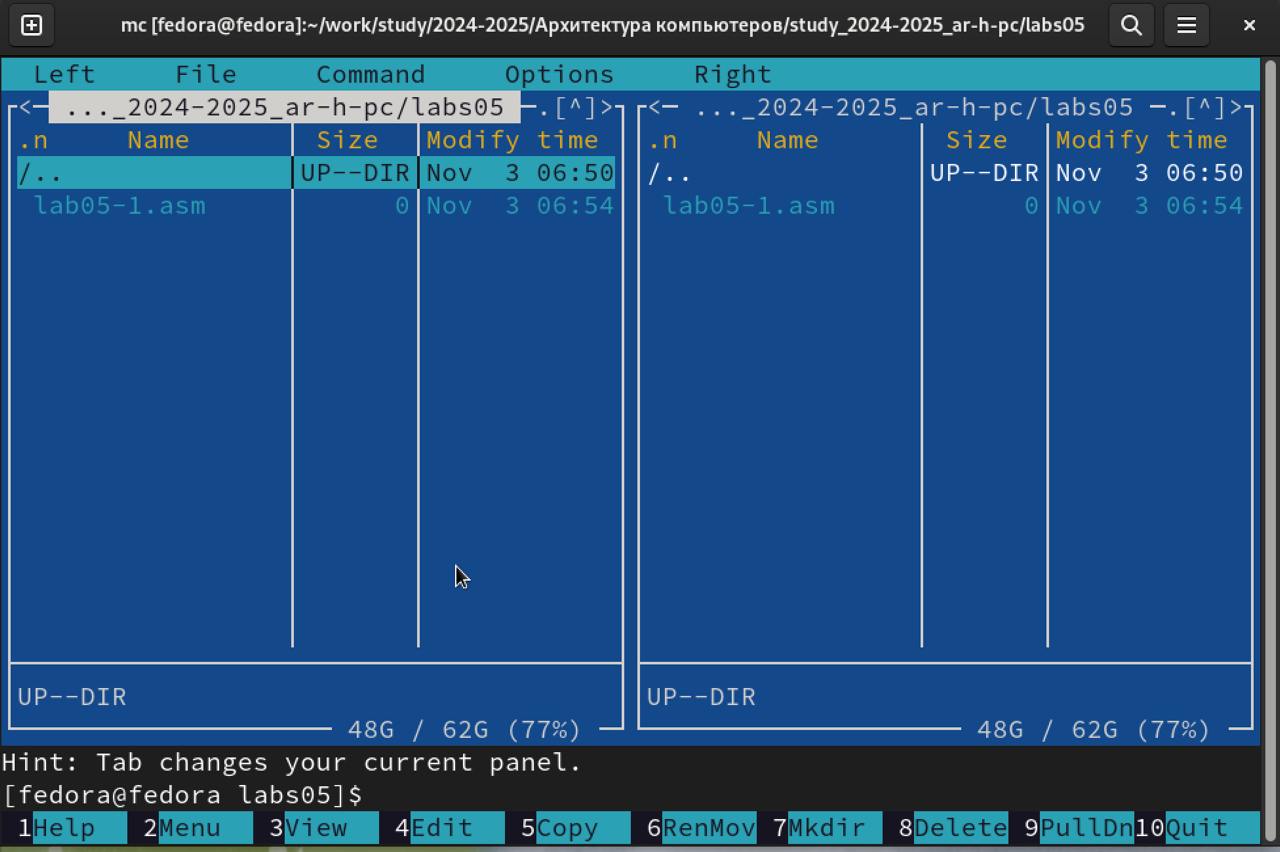 mc [fedora@fedora]:~/work/study/2024-2025/Архитектура компьютеров/study_2024-2025_ar-h-pc/labs05
Left File Command Options Right
<─ ..._2024-2025_ar-h-pc/labs05 ─.[^]>
.n Name Size Modify time
/.. UP--DIR Nov 3 06:50
lab05-1.asm 0 Nov 3 06:54
UP--DIR
48G / 62G (77%)
<─ ..._2024-2025_ar-h-pc/labs05 ─.[^]>
.n Name Size Modify time
/.. UP--DIR Nov 3 06:50
lab05-1.asm 0 Nov 3 06:54
UP--DIR
48G / 62G (77%)
Hint: Tab changes your current panel.
[fedora@fedora labs05]$
1Help 2Menu 3View 4Edit 5Copy 6RenMov 7Mkdir 8Delete 9PullDn 10Quit